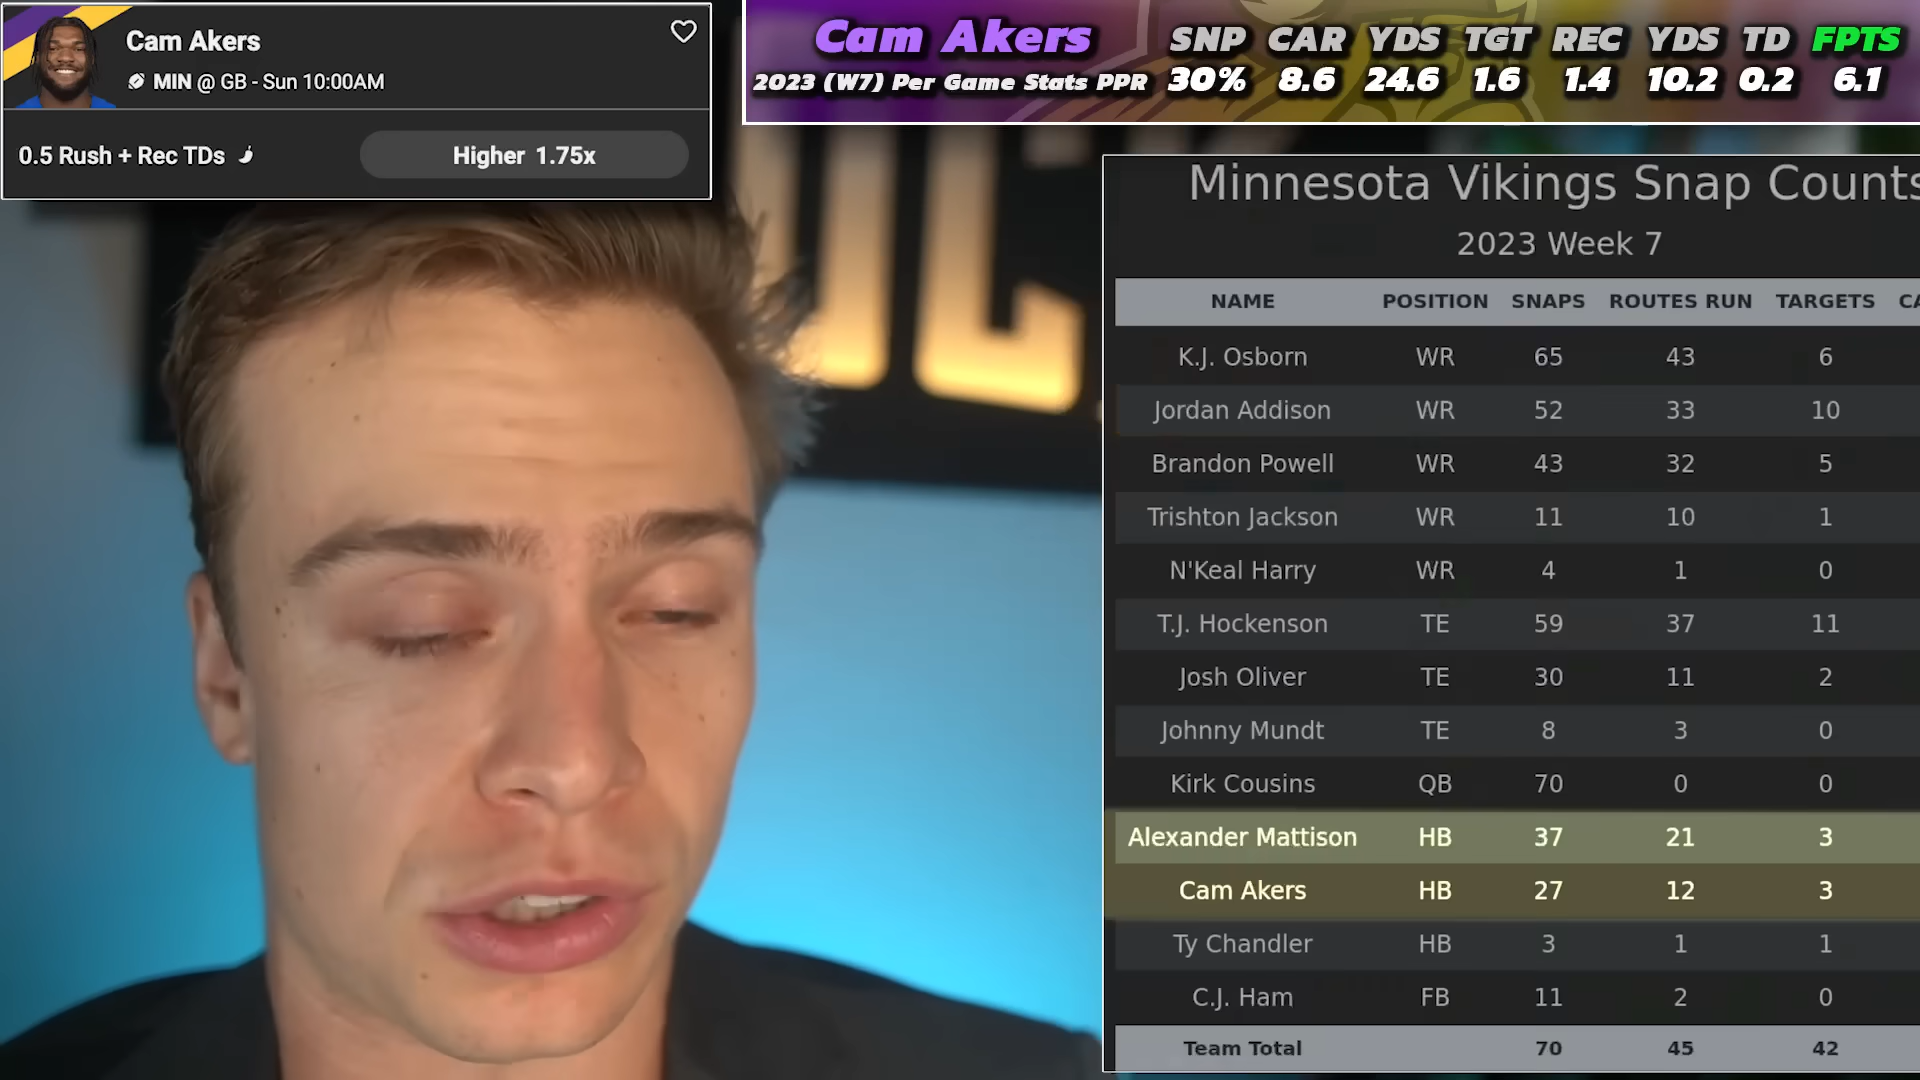 Cam Akers
MIN @ GB - Sun 10:00AM
0.5 Rush + Rec TDs
Higher 1.75x
Cam Akers SNP CAR YDS TGT REC YDS TD FPTS
2023 (W7) Per Game Stats PPR 30% 8.6 24.6 1.6 1.4 10.2 0.2 6.1
Minnesota Vikings Snap Counts
2023 Week 7
NAME POSITION SNAPS ROUTES RUN TARGETS CA
K.J. Osborn WR 65 43 6
Jordan Addison WR 52 33 10
Brandon Powell WR 43 32 5
Trishton Jackson WR 11 10 1
N'Keal Harry WR 4 1 0
T.J. Hockenson TE 59 37 11
Josh Oliver TE 30 11 2
Johnny Mundt TE 8 3 0
Kirk Cousins QB 70 0 0
Alexander Mattison HB 37 21 3
Cam Akers HB 27 12 3
Ty Chandler HB 3 1 1
C.J. Ham FB 11 2 0
Team Total 70 45 42